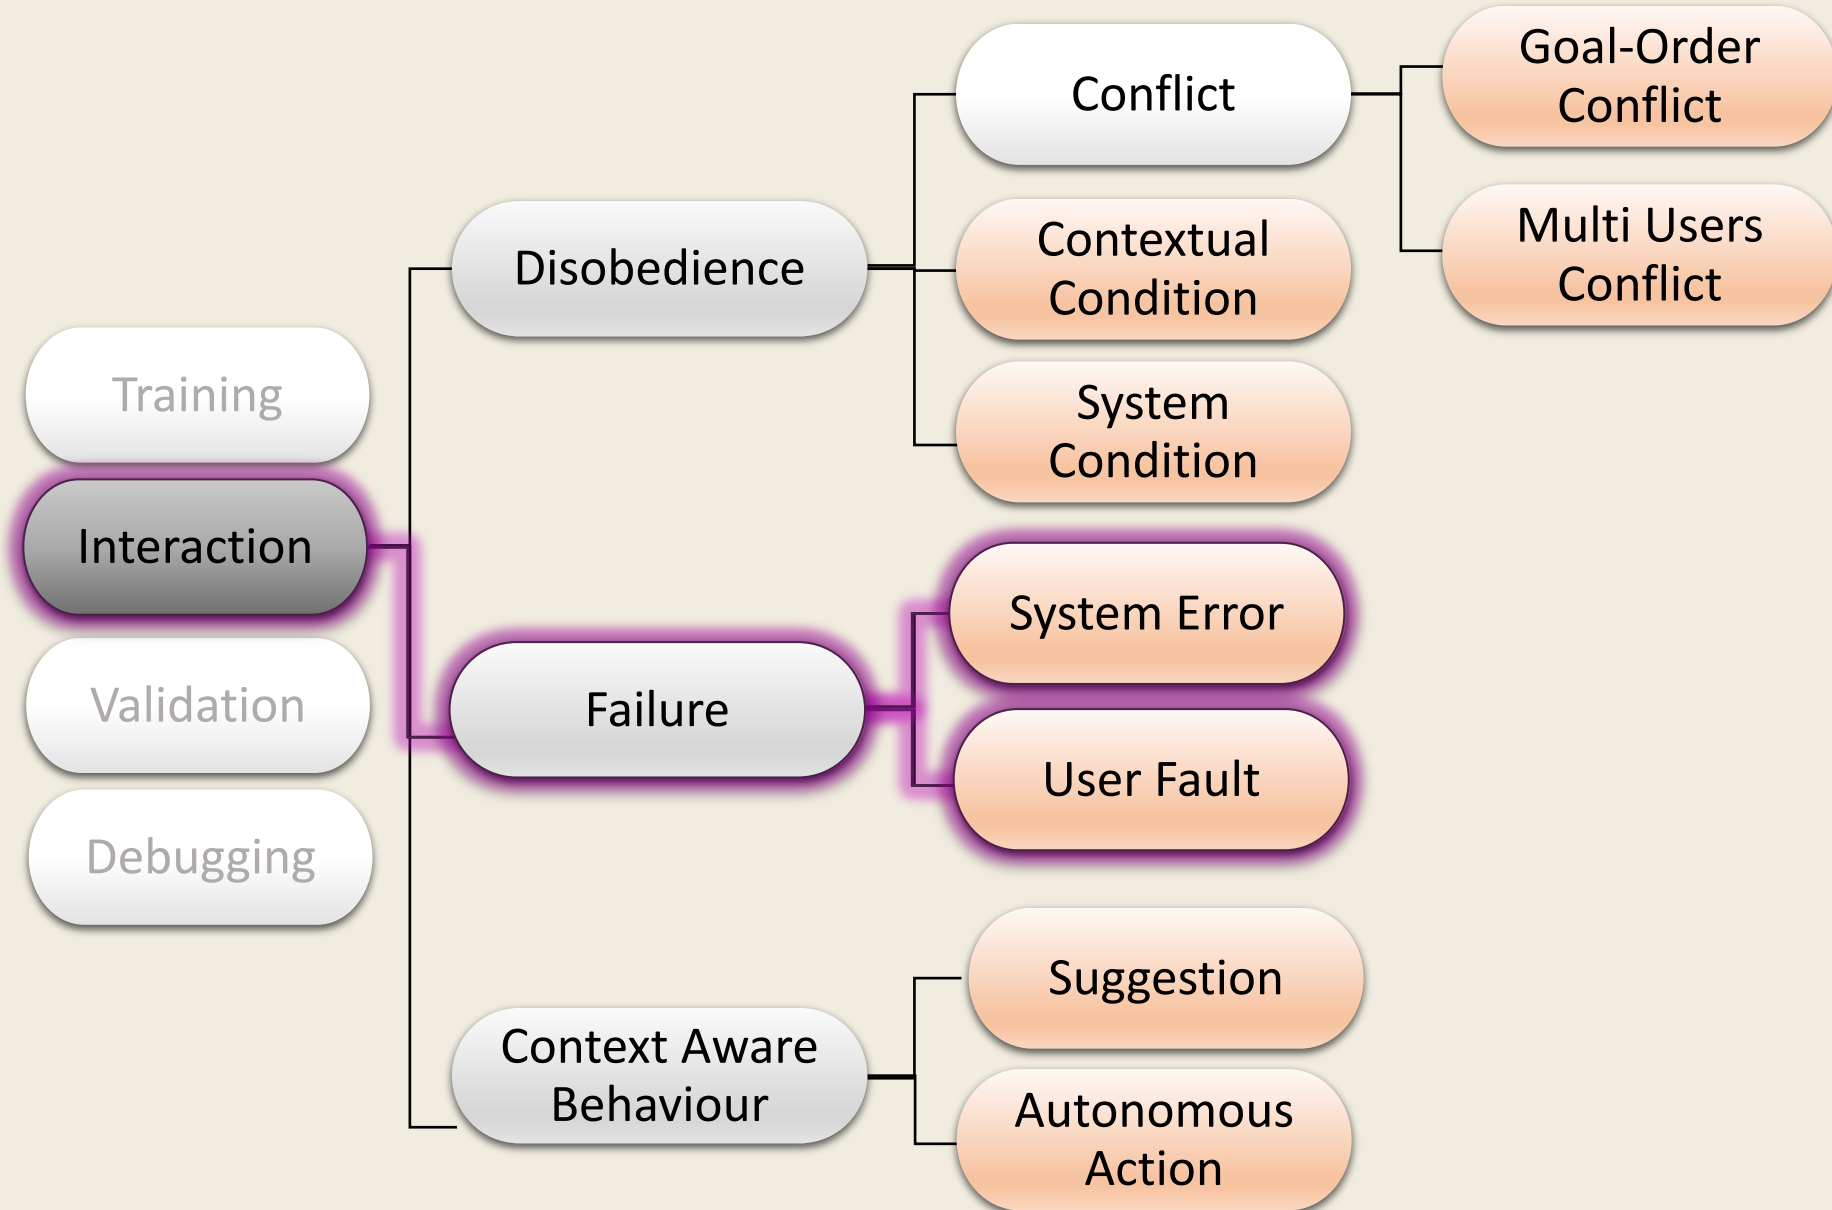 Training
Interaction
Validation
Debugging
Disobedience
Failure
Context Aware
Behaviour
Conflict
Contextual
Condition
System
Condition
System Error
User Fault
Suggestion
Autonomous
Action
Goal-Order
Conflict
Multi Users
Conflict